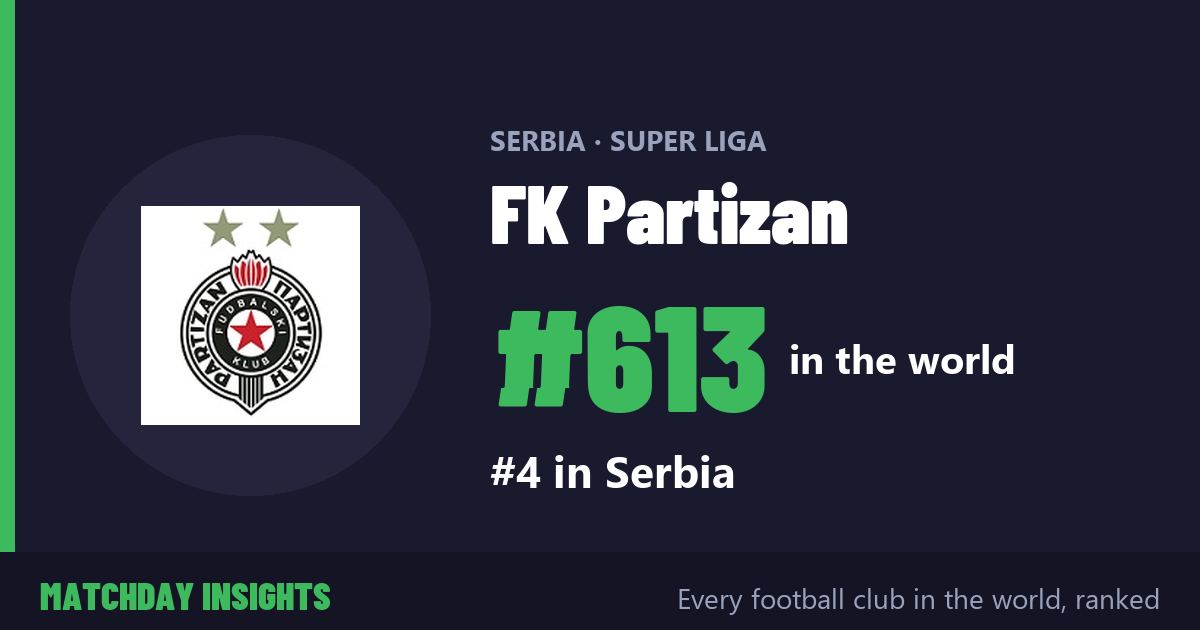 SERBIA · SUPER LIGA
FK Partizan
#613 in the world
#4 in Serbia
PARTIZAN ПАРТИЗАН
FUDBALSKI
KLUB
MATCHDAY INSIGHTS
Every football club in the world, ranked